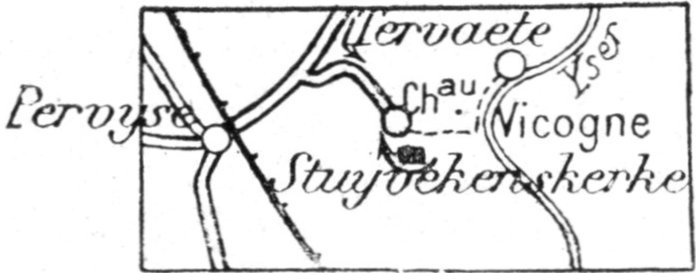 Tervaete
Yser
Chau.
Pervyse
Vicogne
Stuyvekenskerke